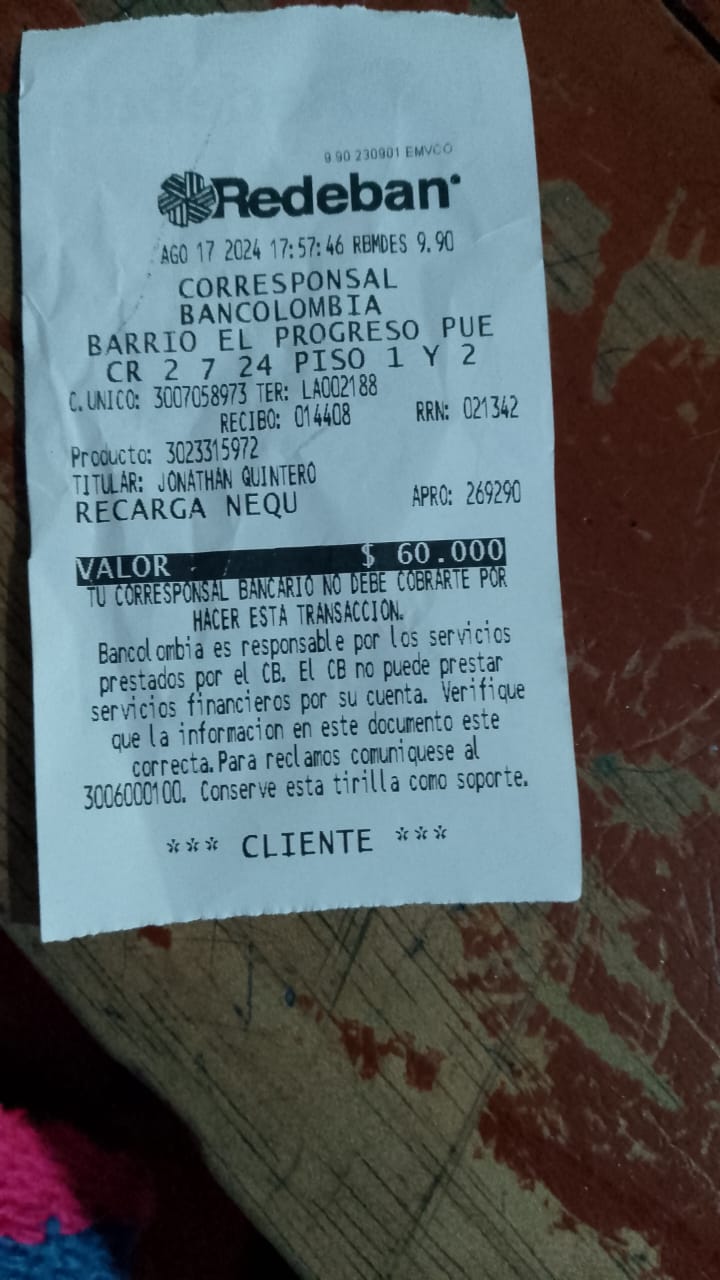 9.90 230901 EMVCO
Redeban
AGO 17 2024 17:57:46 RBMDES 9.90
CORRESPONSAL
BANCOLOMBIA
BARRIO EL PROGRESO PUE
CR 2 7 24 PISO 1 Y 2
C.UNICO: 3007058973 TER: LA002188
RECIBO: 014408 RRN: 021342
Producto: 3023315972
TITULAR: JONATHAN QUINTERO
RECARGA NEQU APRO: 269290
VALOR $ 60.000
TU CORRESPONSAL BANCARIO NO DEBE COBRARTE POR
HACER ESTA TRANSACCION.
Bancolombia es responsable por los servicios
prestados por el CB. El CB no puede prestar
servicios financieros por su cuenta. Verifique
que la informacion en este documento este
correcta.Para reclamos comuniquese al
3006000100. Conserve esta tirilla como soporte.
*** CLIENTE ***